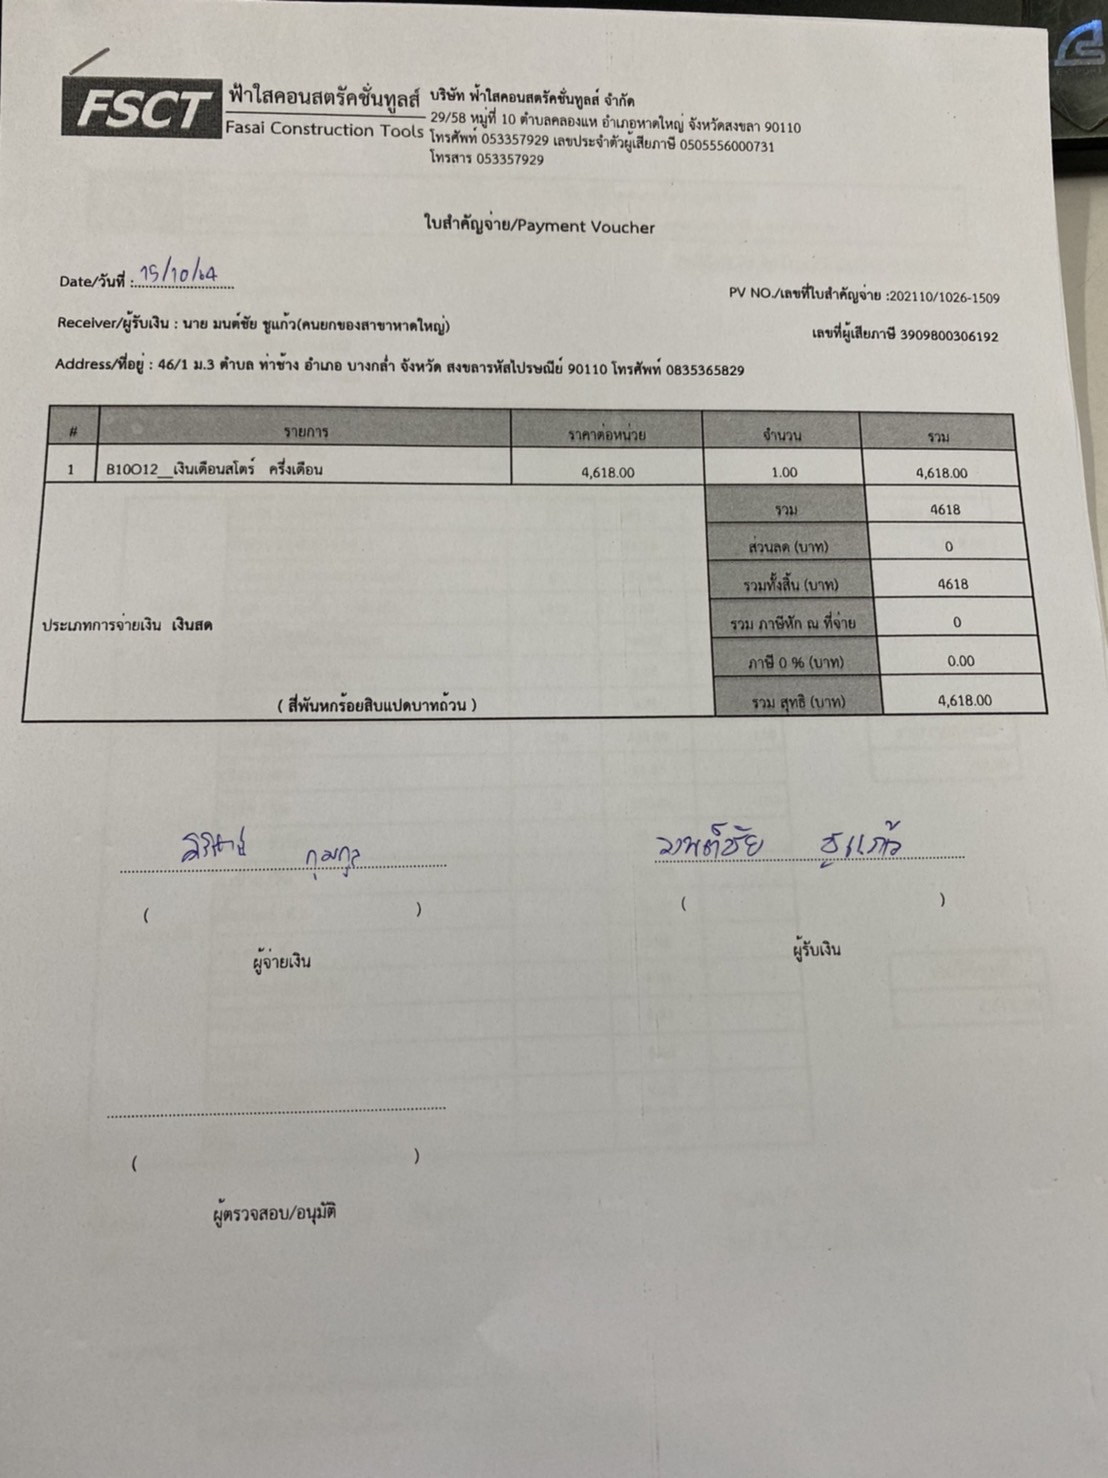 FSCT
ฟ้าใสคอนสตรัคชั่นทูลส์
Fasai Construction Tools
บริษัท ฟ้าใสคอนสตรัคชั่นทูลส์ จำกัด
29/58 หมู่ที่ 10 ตำบลคลองแห อำเภอหาดใหญ่ จังหวัดสงขลา 90110
โทรศัพท์ 053357929 เลขประจำตัวผู้เสียภาษี 0505556000731
โทรสาร 053357929
ใบสำคัญจ่าย/Payment Voucher
Date/วันที่ : 15/10/64
PV NO./เลขที่ใบสำคัญจ่าย :202110/1026-1509
Receiver/ผู้รับเงิน : นาย มนต์ชัย ชูแก้ว(คนยกของสาขาหาดใหญ่)
เลขที่ผู้เสียภาษี 3909800306192
Address/ที่อยู่ : 46/1 ม.3 ตำบล ท่าช้าง อำเภอ บางกล่ำ จังหวัด สงขลารหัสไปรษณีย์ 90110 โทรศัพท์ 0835365829
# รายการ ราคาต่อหน่วย จำนวน รวม
1 B10O12__เงินเดือนสโตร์ ครึ่งเดือน 4,618.00 1.00 4,618.00
รวม 4618
ส่วนลด (บาท) 0
รวมทั้งสิ้น (บาท) 4618
ประเภทการจ่ายเงิน เงินสด
รวม ภาษีหัก ณ ที่จ่าย 0
ภาษี 0 % (บาท) 0.00
( สี่พันหกร้อยสิบแปดบาทถ้วน )
รวม สุทธิ (บาท) 4,618.00
มนต์ชัย ชูแก้ว
( )
( )
ผู้จ่ายเงิน
ผู้รับเงิน
( )
ผู้ตรวจสอบ/อนุมัติ